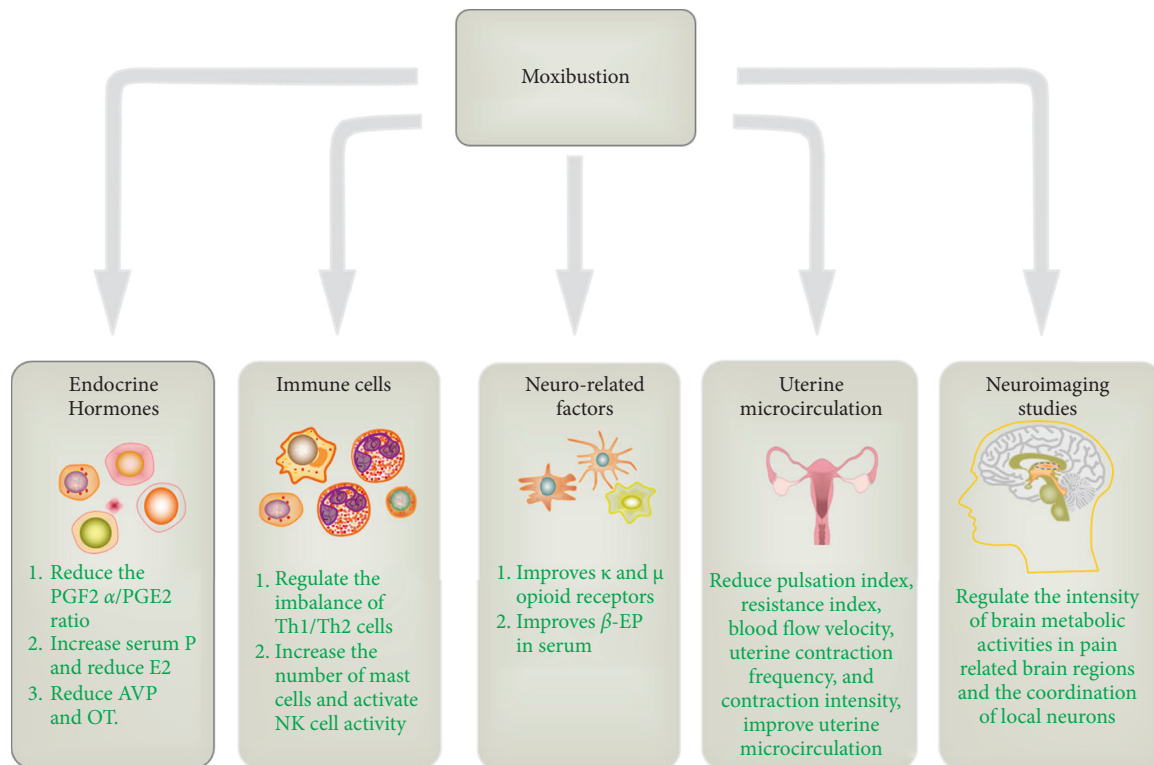 Moxibustion
Endocrine
Hormones
1. Reduce the
PGF2 α/PGE2
ratio
2. Increase serum P
and reduce E2
3. Reduce AVP
and OT.
Immune cells
1. Regulate the
imbalance of
Th1/Th2 cells
2. Increase the
number of mast
cells and activate
NK cell activity
Neuro-related
factors
1. Improves κ and μ
opioid receptors
2. Improves β-EP
in serum
Uterine
microcirculation
Reduce pulsation index,
resistance index,
blood flow velocity,
uterine contraction
frequency, and
contraction intensity,
improve uterine
microcirculation
Neuroimaging
studies
Regulate the intensity
of brain metabolic
activities in pain
related brain regions
and the coordination
of local neurons